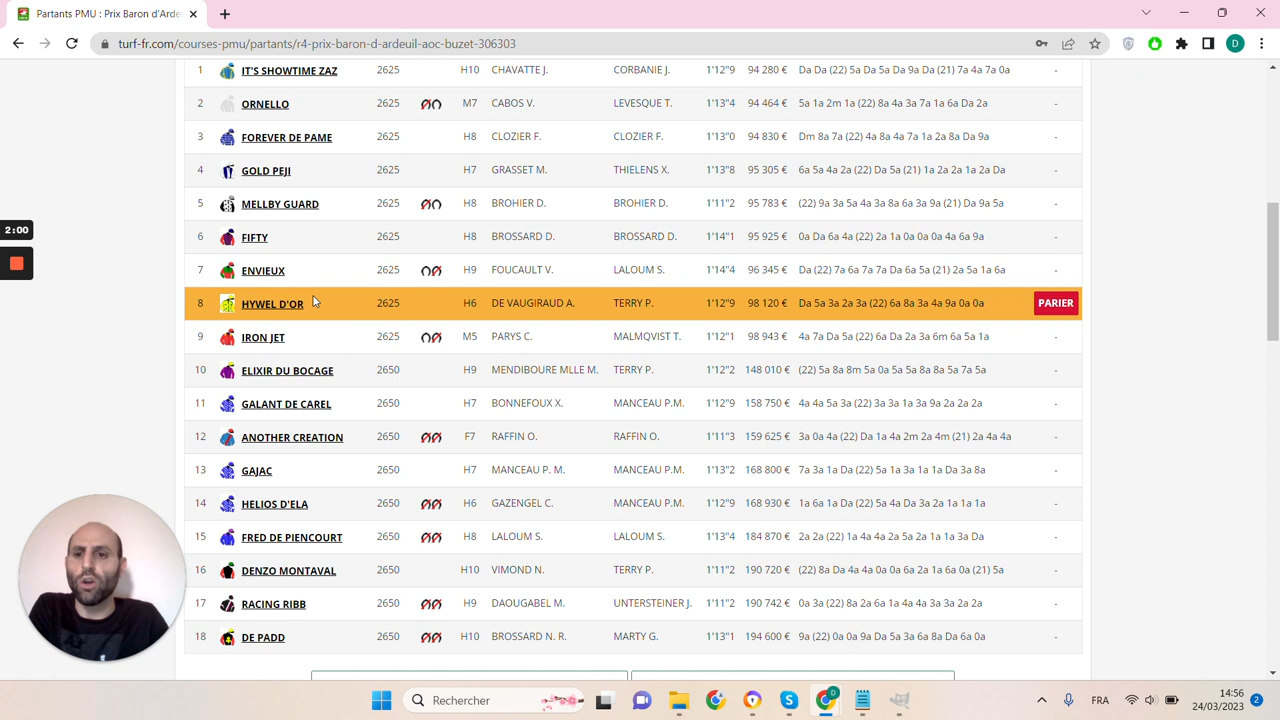 Partants PMU : Prix Baron d'Arde
turf-fr.com/courses-pmu/partants/r4-prix-baron-d-ardeuil-aoc-buzet-306303
D
1 IT'S SHOWTIME ZAZ 2625 H10 CHAVATTE J. CORBANIE J. 1'12"9 94 280 € Da Da (22) 5a Da 5a Da 9a Da (21) 7a 4a 7a 0a -
2 ORNELLO 2625 M7 CABOS V. LEVESQUE T. 1'13"4 94 464 € 5a 1a 2m 1a (22) 8a 4a 3a 7a 1a 6a Da 2a -
3 FOREVER DE PAME 2625 H8 CLOZIER F. CLOZIER F. 1'13"0 94 830 € Dm 8a 7a (22) 4a 8a 4a 7a 1a 2a 8a Da 9a -
4 GOLD PEJI 2625 H7 GRASSET M. THIELENS X. 1'13"8 95 305 € 6a 5a 4a 2a (22) Da 5a (21) 1a 2a 2a 1a 2a Da -
5 MELLBY GUARD 2625 H8 BROHIER D. BROHIER D. 1'11"2 95 783 € (22) 9a 3a 5a 4a 3a 8a 6a 3a 9a (21) Da 9a 5a -
6 FIFTY 2625 H8 BROSSARD D. BROSSARD D. 1'14"1 95 925 € 0a Da 6a 4a (22) 2a 1a 0a 0a 0a 4a 6a 9a -
7 ENVIEUX 2625 H9 FOUCAULT V. LALOUM S. 1'14"4 96 345 € Da (22) 7a 6a 7a 7a Da 6a 5a (21) 2a 5a 1a 6a -
8 HYWEL D'OR 2625 H6 DE VAUGIRAUD A. TERRY P. 1'12"9 98 120 € Da 5a 3a 2a 3a (22) 6a 8a 3a 4a 9a 0a 0a PARIER
9 IRON JET 2625 M5 PARYS C. MALMQVIST T. 1'12"1 98 943 € 4a 7a Da 5a (22) 6a Da 2a 3a 6m 6a 5a 1a -
10 ELIXIR DU BOCAGE 2650 H9 MENDIBOURE MLLE M. TERRY P. 1'12"2 148 010 € (22) 5a 8a 8m 5a 0a 5a 5a 8a 8a 5a 7a 5a -
11 GALANT DE CAREL 2650 H7 BONNEFOUX X. MANCEAU P.M. 1'12"9 158 750 € 4a 4a 5a 3a (22) 3a 3a 1a 3a 9a 2a 2a 2a -
12 ANOTHER CREATION 2650 F7 RAFFIN O. RAFFIN O. 1'11"3 159 625 € 3a 0a 4a (22) Da 1a 4a 2m 2a 4m (21) 2a 4a 4a -
13 GAJAC 2650 H7 MANCEAU P. M. MANCEAU P.M. 1'13"2 168 800 € 7a 3a 1a Da (22) 5a 1a 3a 1a 1a Da 3a 8a -
14 HELIOS D'ELA 2650 H6 GAZENGEL C. MANCEAU P.M. 1'12"9 168 930 € 1a 6a 1a Da (22) 5a 4a Da 3a 2a 1a 1a 1a -
15 FRED DE PIENCOURT 2650 H8 LALOUM S. LALOUM S. 1'13"4 184 870 € 2a 2a (22) 1a 4a 4a 2a 5a 2a 1a 1a 3a Da -
16 DENZO MONTAVAL 2650 H10 VIMOND N. TERRY P. 1'11"2 190 720 € (22) 8a Da 4a 4a 0a 0a 6a 2a 1a 6a 0a (21) 5a -
17 RACING RIBB 2650 H9 DAOUGABEL M. UNTERSTEINER J. 1'11"2 190 742 € 0a 3a (22) 8a 2a 6a 1a 4a 4a 3a 3a 2a 2a -
18 DE PADD 2650 H10 BROSSARD N. R. MARTY G. 1'13"1 194 600 € 9a (22) 0a 0a 9a Da 5a 3a 6a 8a Da 6a 0a -
2:00
Rechercher
FRA
14:56
24/03/2023
2